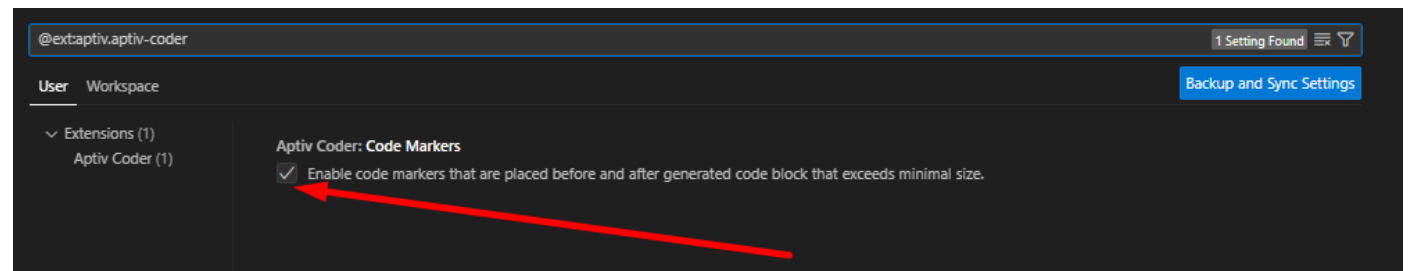 @ext:aptiv.aptiv-coder
1 Setting Found
User Workspace
Backup and Sync Settings
Extensions (1)
Aptiv Coder (1)
Aptiv Coder: Code Markers
Enable code markers that are placed before and after generated code block that exceeds minimal size.